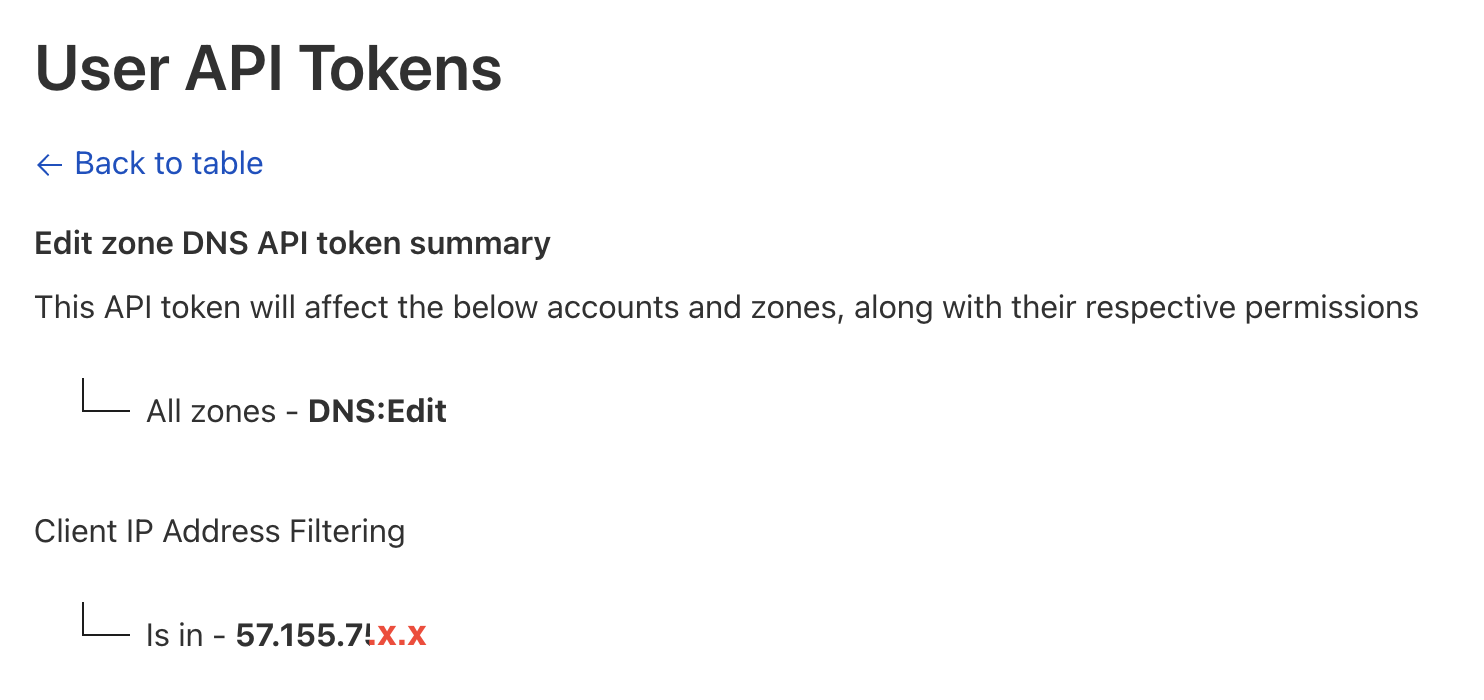 User API Tokens
← Back to table
Edit zone DNS API token summary
This API token will affect the below accounts and zones, along with their respective permissions
All zones - DNS:Edit
Client IP Address Filtering
Is in - 57.155.7.x.x